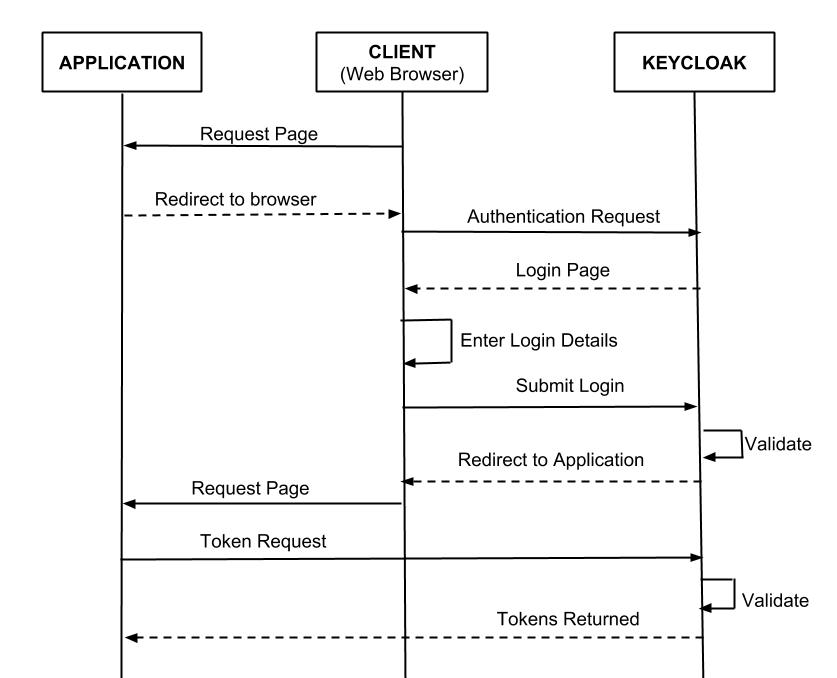 APPLICATION
CLIENT
(Web Browser)
KEYCLOAK
Request Page
Redirect to browser
Authentication Request
Login Page
Enter Login Details
Submit Login
Validate
Redirect to Application
Request Page
Token Request
Validate
Tokens Returned